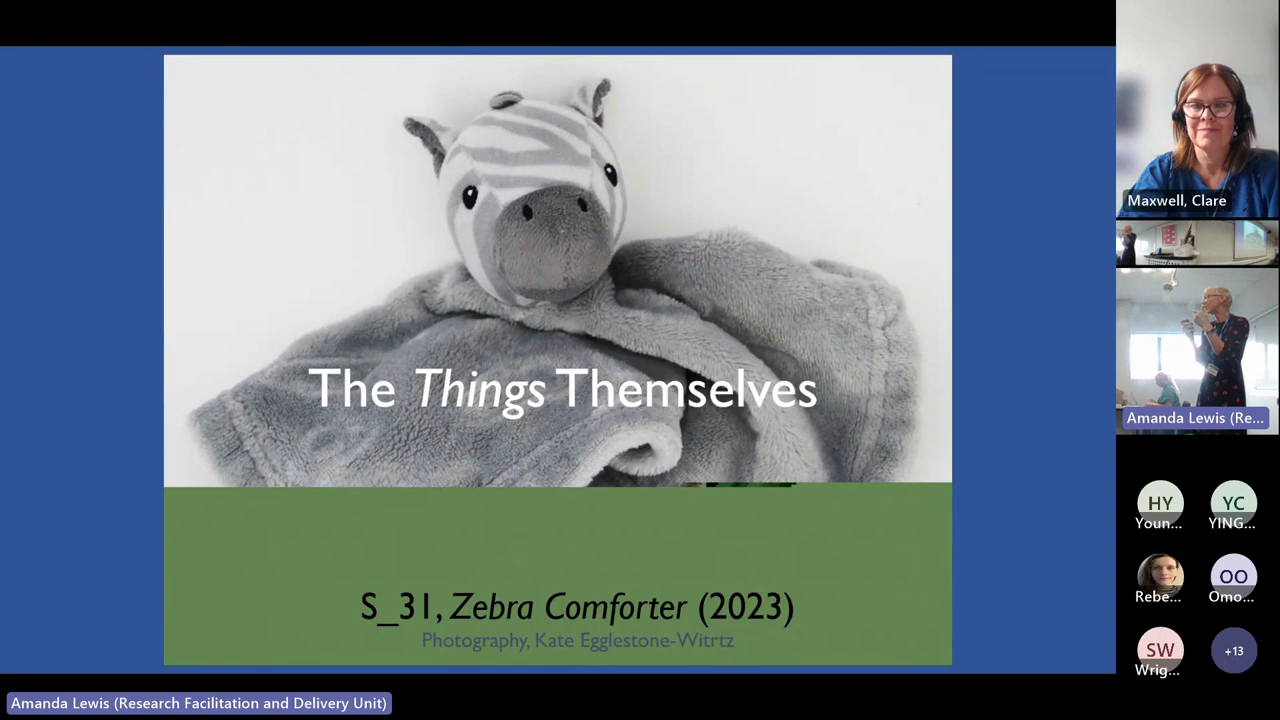 The Things Themselves
S_31, Zebra Comforter (2023)
Photography, Kate Egglestone-Witrtz
Maxwell, Clare
Amanda Lewis (Re...
HY
Youn...
YC
YING...
Rebe...
OO
Omo...
SW
Wrig...
+13
Amanda Lewis (Research Facilitation and Delivery Unit)